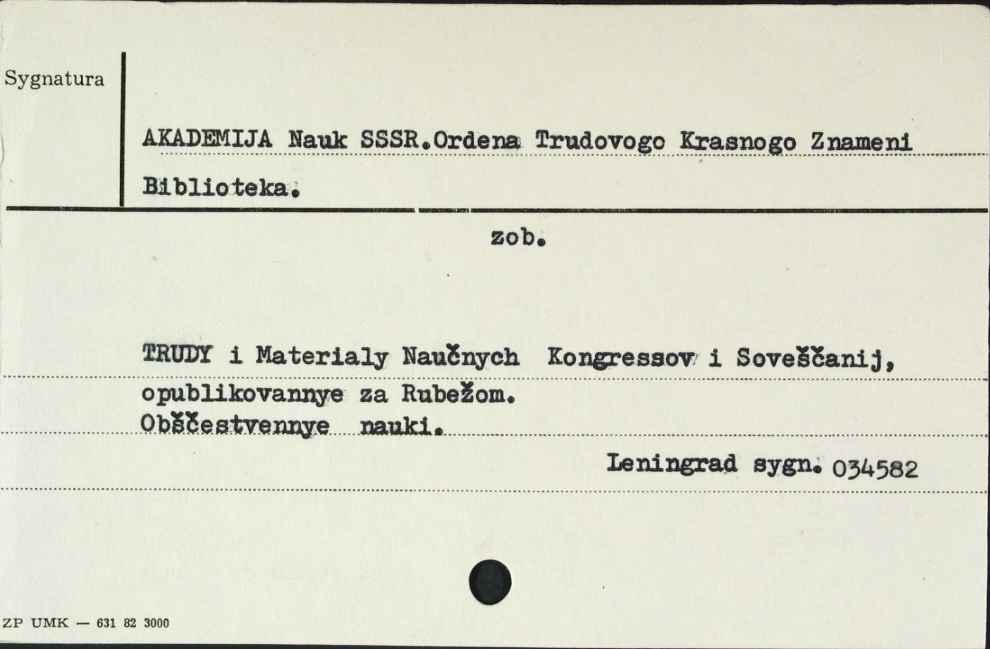 Sygnatura
AKADEMIJA Nauk SSSR.Ordena Trudovogo Krasnogo Znameni
Biblioteka.
zob.
TRUDY i Materialy Naučnych Kongressov i Soveščanij,
opublikovannye za Rubežom.
Obščestvennye nauki.
Leningrad sygn. 034582
ZP UMK — 631 82 3000